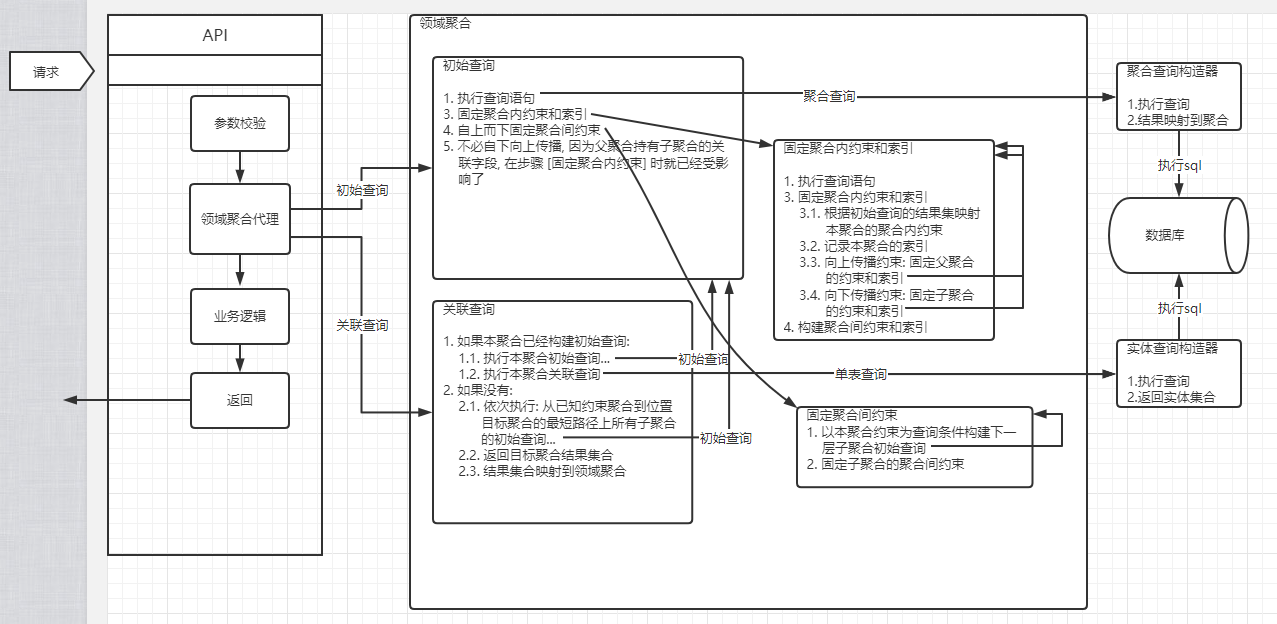 请求
API
参数校验
领域聚合代理
业务逻辑
返回
初始查询
关联查询
领域聚合
初始查询
1. 执行查询语句
3. 固定聚合内约束和索引
4. 自上而下固定聚合间约束
5. 不必自下向上传播, 因为父聚合持有子聚合的关
联字段, 在步骤 [固定聚合内约束] 时就已经受影
响了
关联查询
1. 如果本聚合已经构建初始查询:
1.1. 执行本聚合初始查询...
1.2. 执行本聚合关联查询
2. 如果没有:
2.1. 依次执行: 从已知约束聚合到位置
目标聚合的最短路径上所有子聚合
的初始查询...
2.2. 返回目标聚合结果集合
2.3. 结果集合映射到领域聚合
初始查询
初始查询
聚合查询
单表查询
固定聚合内约束和索引
1. 执行查询语句
3. 固定聚合内约束和索引
3.1. 根据初始查询的结果集映射
本聚合的聚合内约束
3.2. 记录本聚合的索引
3.3. 向上传播约束: 固定父聚合
的约束和索引
3.4. 向下传播约束: 固定子聚合
的约束和索引
4. 构建聚合间约束和索引
固定聚合间约束
1. 以本聚合约束为查询条件构建下一
层子聚合初始查询
2. 固定子聚合的聚合间约束
聚合查询构造器
1.执行查询
2.结果映射到聚合
执行sql
数据库
执行sql
实体查询构造器
1.执行查询
2.返回实体集合